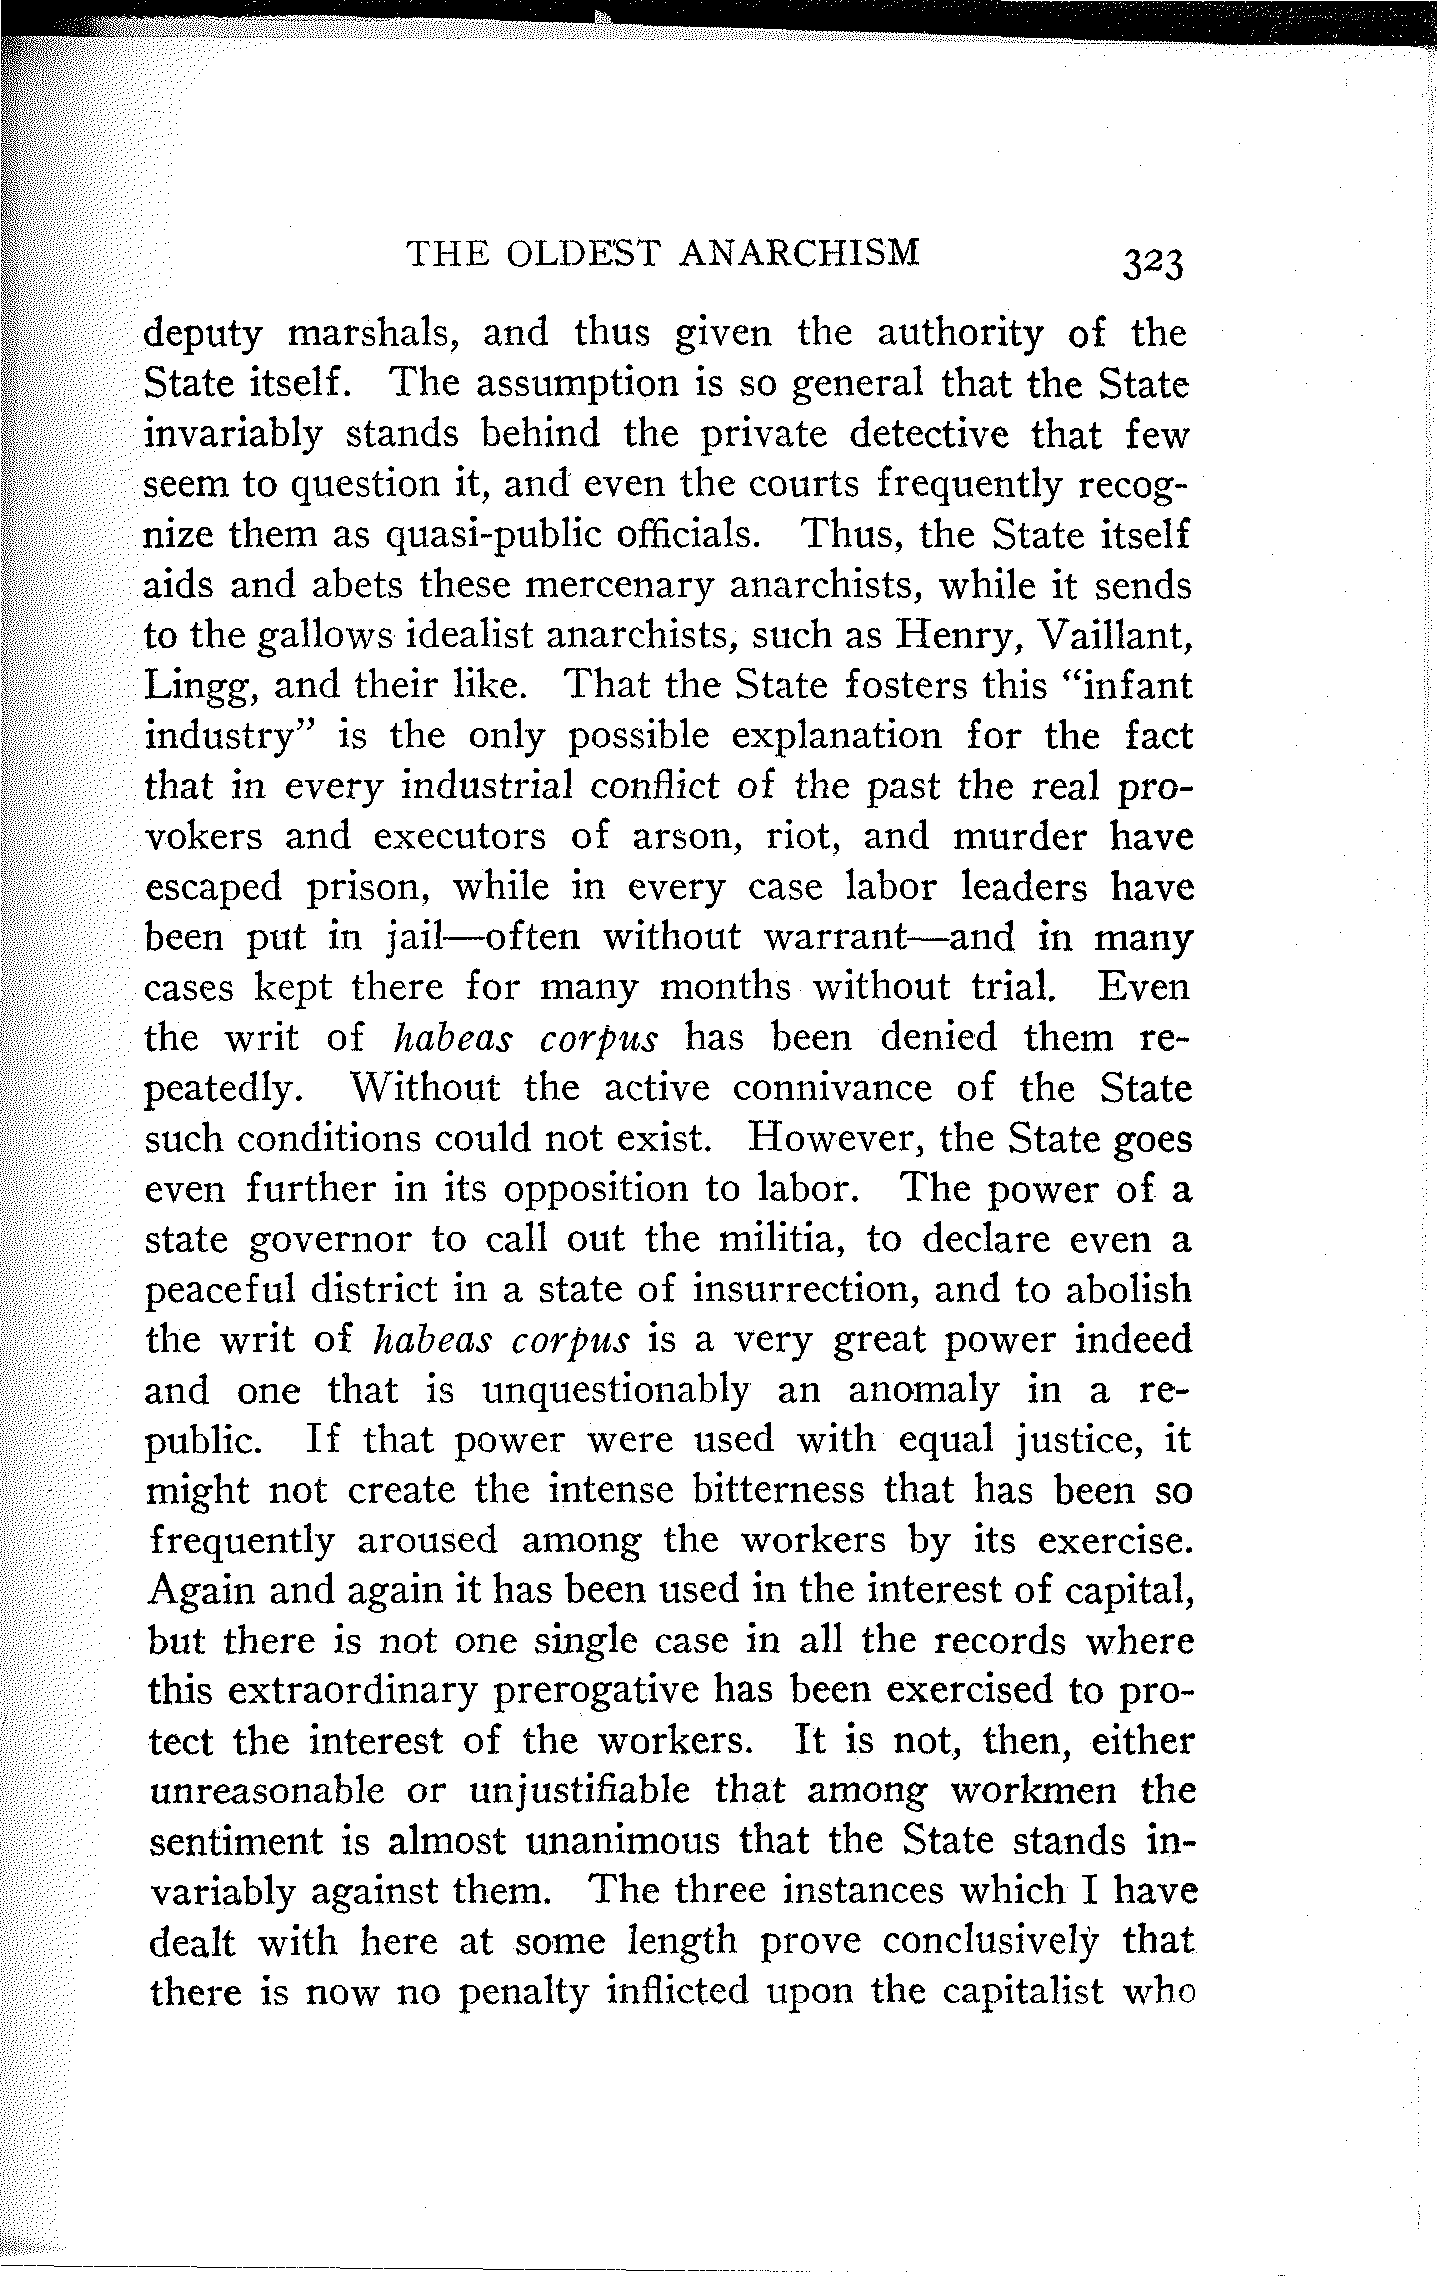 THE OLDEST ANARCHISM 323
deputy marshals, and thus given the authority of the
State itself. The assumption is so general that the State
invariably stands behind the private detective that few
seem to question it, and even the courts frequently recog-
nize them as quasi-public officials. Thus, the State itself
aids and abets these mercenary anarchists, while it sends
to the gallows idealist anarchists, such as Henry, Vaillant,
Lingg, and their like. That the State fosters this “infant
industry” is the only possible explanation for the fact
that in every industrial conflict of the past the real pro-
vokers and executors of arson, riot, and murder have
escaped prison, while in every case labor leaders have
been put in jail—often without warrant—and in many
cases kept there for many months without trial. Even
the writ of habeas corpus has been denied them re-
peatedly. Without the active connivance of the State
such conditions could not exist. However, the State goes
even further in its opposition to labor. The power of a
state governor to call out the militia, to declare even a
peaceful district in a state of insurrection, and to abolish
the writ of habeas corpus is a very great power indeed
and one that is unquestionably an anomaly in a re-
public. If that power were used with equal justice, it
might not create the intense bitterness that has been so
frequently aroused among the workers by its exercise.
Again and again it has been used in the interest of capital,
but there is not one single case in all the records where
this extraordinary prerogative has been exercised to pro-
tect the interest of the workers. It is not, then, either
unreasonable or unjustifiable that among workmen the
sentiment is almost unanimous that the State stands in-
variably against them. The three instances which I have
dealt with here at some length prove conclusively that
there is now no penalty inflicted upon the capitalist who